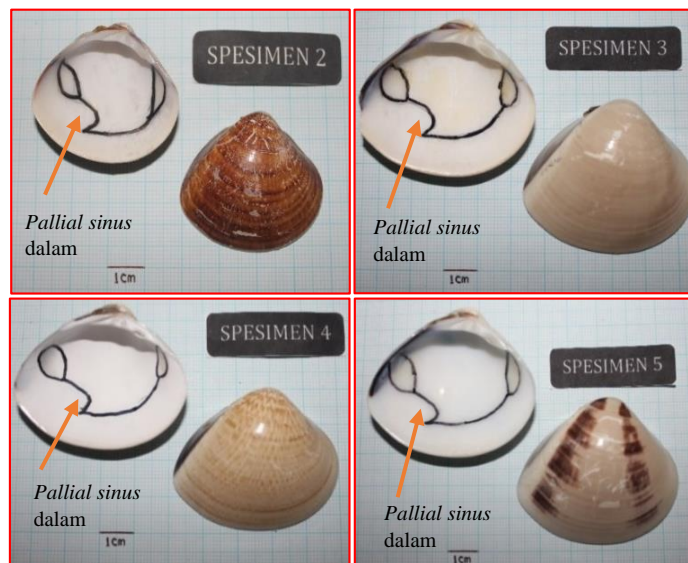 SPESIMEN 2
Pallial sinus
dalam
1cm
SPESIMEN 3
Pallial sinus
dalam
1cm
SPESIMEN 4
Pallial sinus
dalam
1cm
SPESIMEN 5
Pallial sinus
dalam
1cm